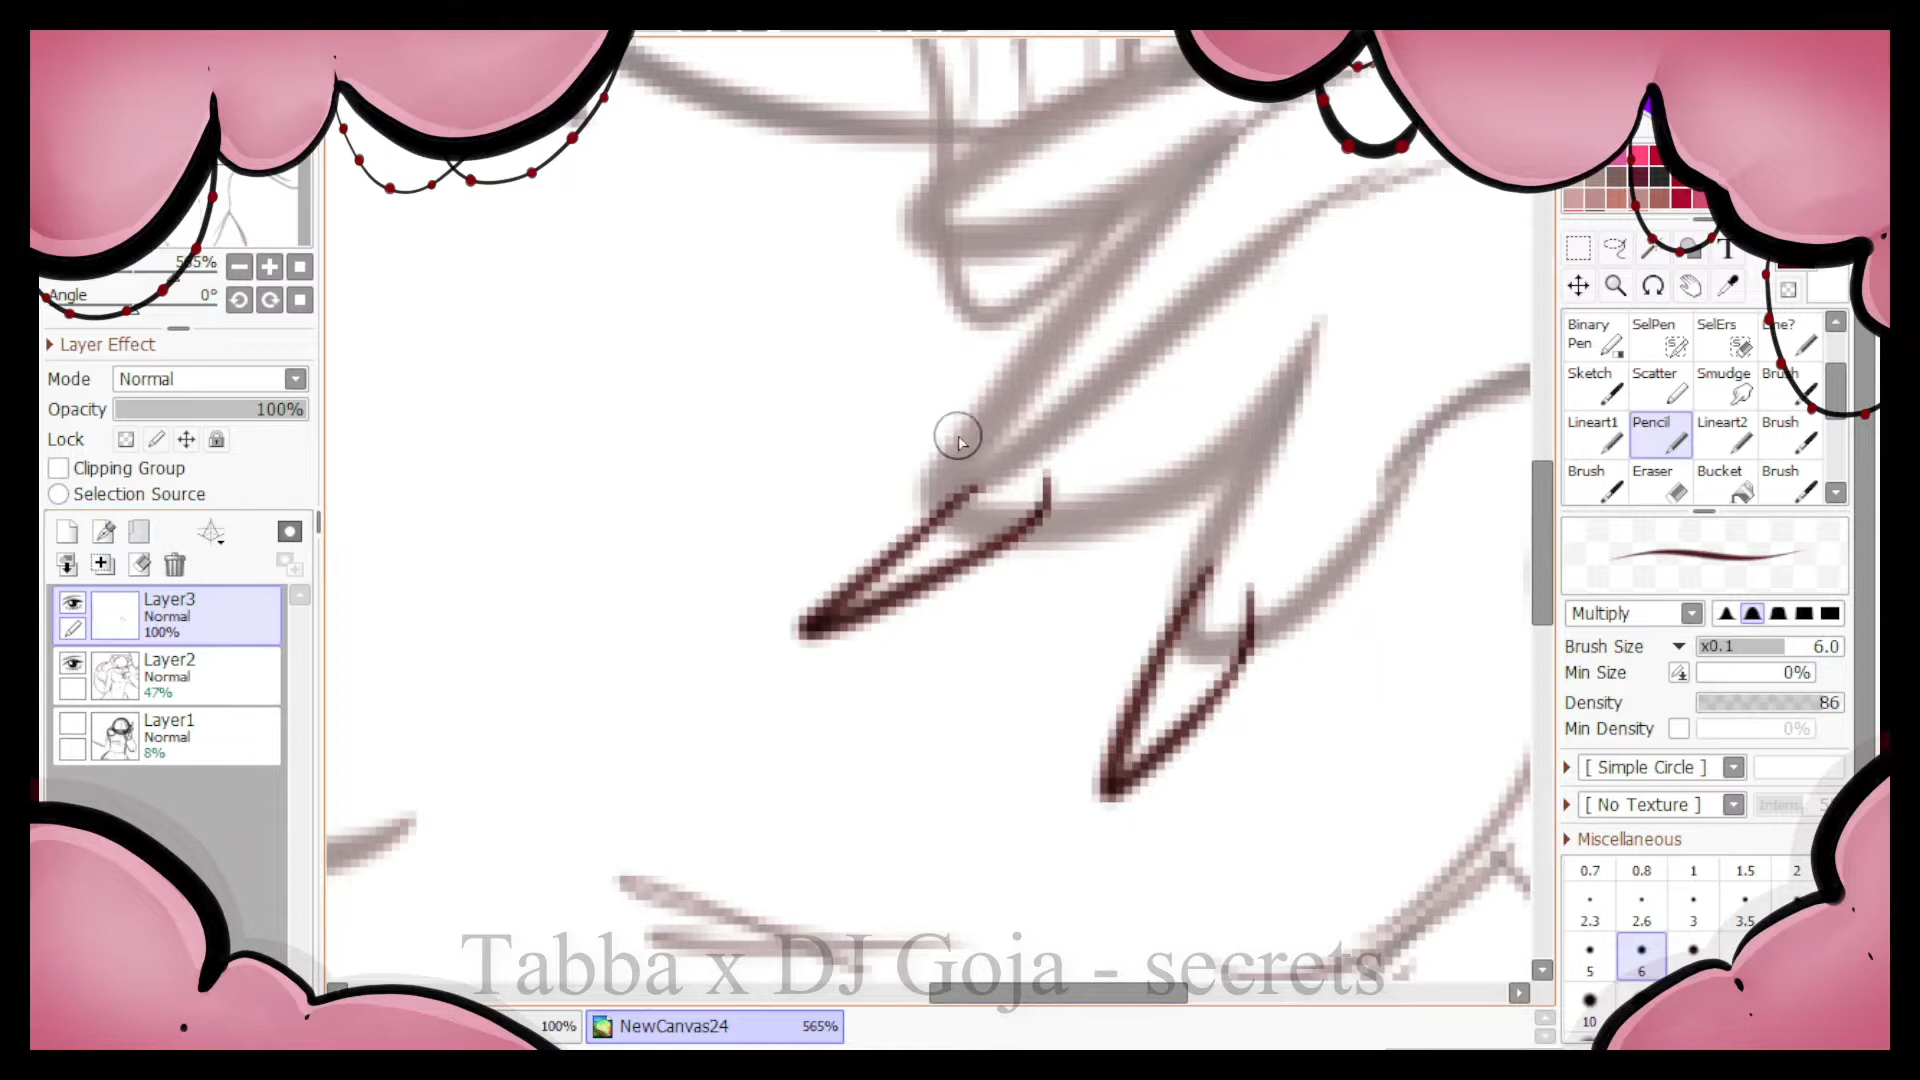 565%
Angle 0°
Layer Effect
Mode Normal
Opacity 100%
Lock
Clipping Group
Selection Source
Layer3
Normal
100%
Layer2
Normal
47%
Layer1
Normal
8%
T
Binary Pen SelPen SelErs Line?
Sketch Scatter Smudge Brush
Lineart1 Pencil Lineart2 Brush
Brush Eraser Bucket Brush
Multiply
Brush Size x0.1 6.0
Min Size 0%
Density 86
Min Density 0%
[ Simple Circle ]
[ No Texture ]
Miscellaneous
0.7 0.8 1 1.5 2
2.3 2.6 3 3.5
5 6
10
Tabba x DJ Goja - secrets
100% NewCanvas24 565%